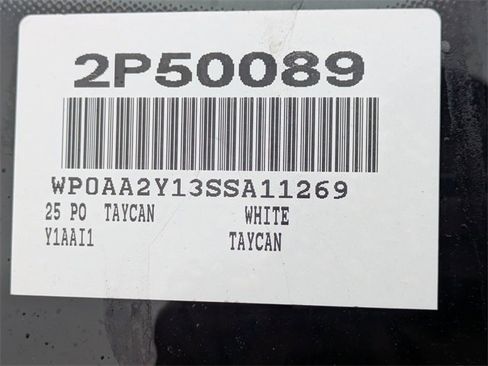 2P50089
WP0AA2Y13SSA11269
25 PO TAYCAN WHITE
Y1AAI1 TAYCAN